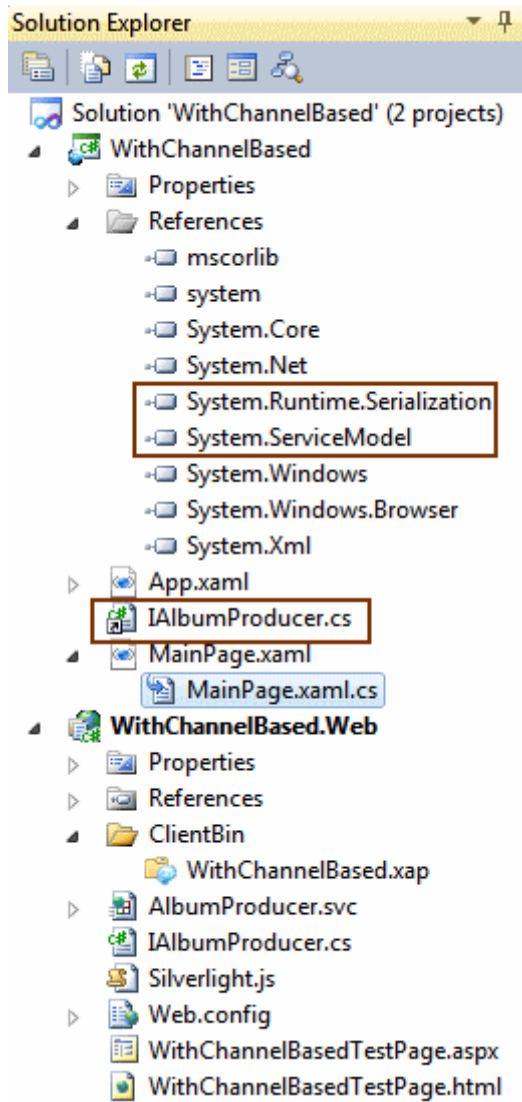 Solution Explorer
Solution 'WithChannelBased' (2 projects)
WithChannelBased
Properties
References
mscorlib
system
System.Core
System.Net
System.Runtime.Serialization
System.ServiceModel
System.Windows
System.Windows.Browser
System.Xml
App.xaml
IAlbumProducer.cs
MainPage.xaml
MainPage.xaml.cs
WithChannelBased.Web
Properties
References
ClientBin
WithChannelBased.xap
AlbumProducer.svc
IAlbumProducer.cs
Silverlight.js
Web.config
WithChannelBasedTestPage.aspx
WithChannelBasedTestPage.html